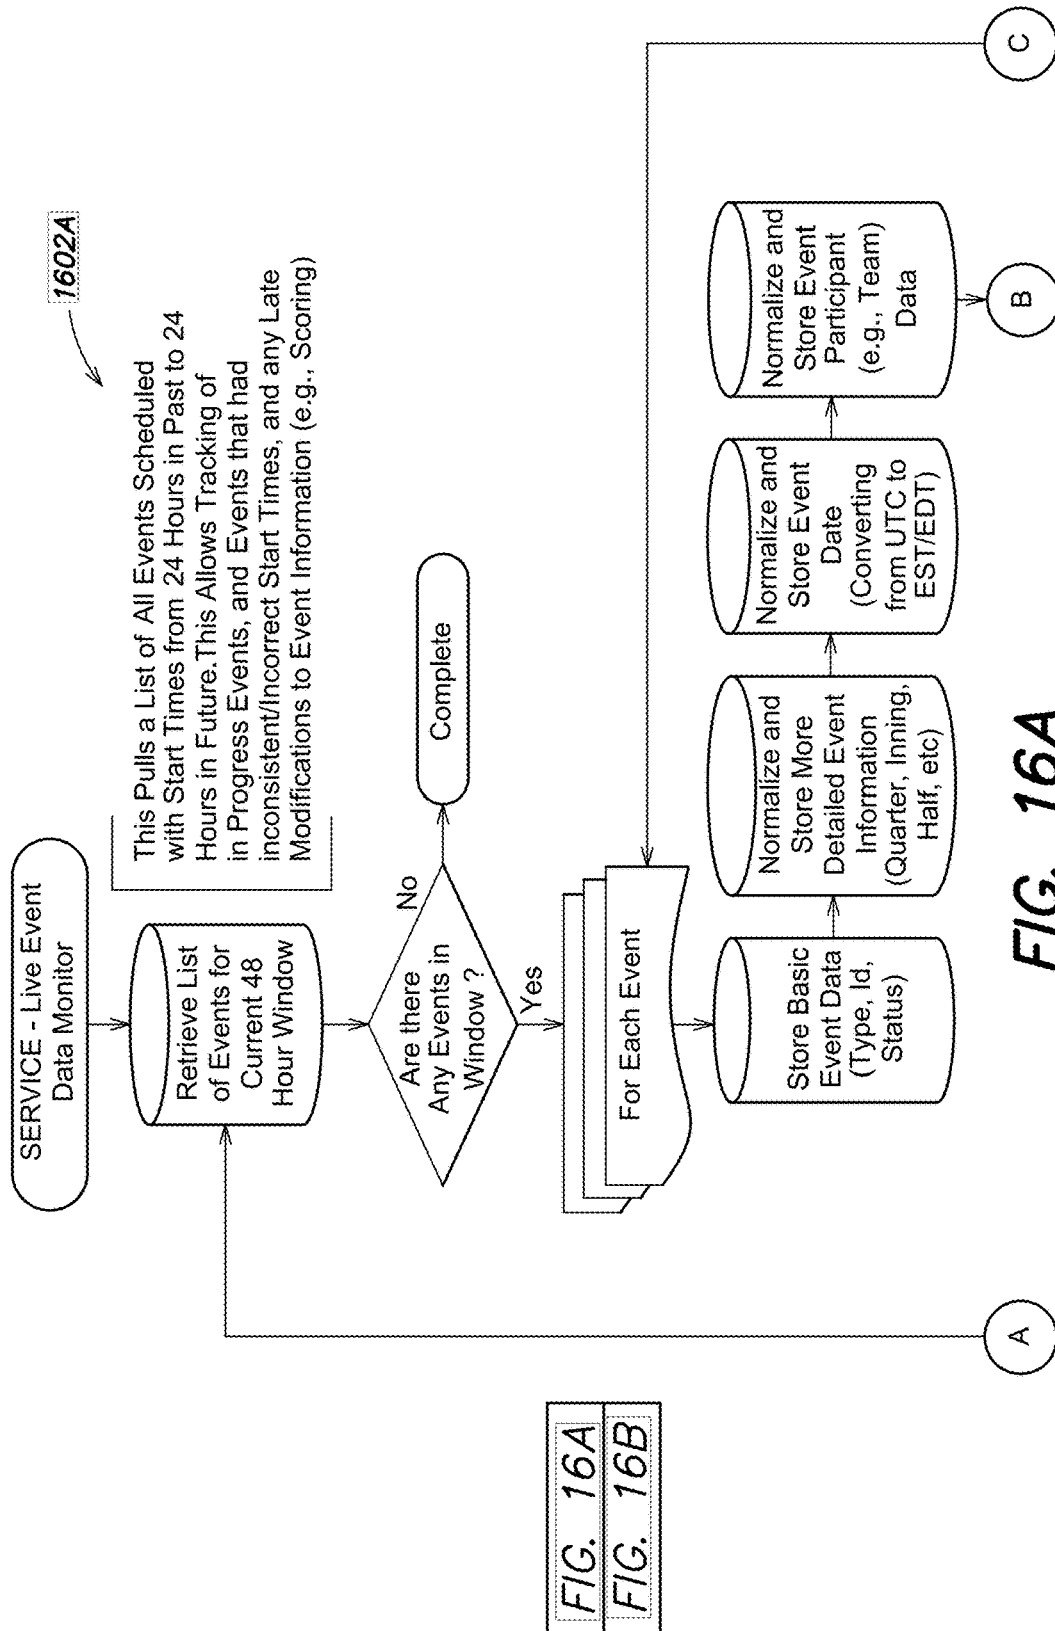 1602A
SERVICE - Live Event
Data Monitor
This Pulls a List of All Events Scheduled
with Start Times from 24 Hours in Past to 24
Hours in Future.This Allows Tracking of
in Progress Events, and Events that had
inconsistent/Incorrect Start Times, and any Late
Modifications to Event Information (e.g., Scoring)
Retrieve List
of Events for
Current 48
Hour Window
Are there
Any Events in
Window ?
No
Complete
Yes
For Each Event
Store Basic
Event Data
(Type, Id,
Status)
Normalize and
Store More
Detailed Event
Information
(Quarter, Inning,
Half, etc)
Normalize and
Store Event
Date
(Converting
from UTC to
EST/EDT)
Normalize and
Store Event
Participant
(e.g., Team)
Data
A
B
C
FIG. 16A
FIG. 16B
FIG. 16A